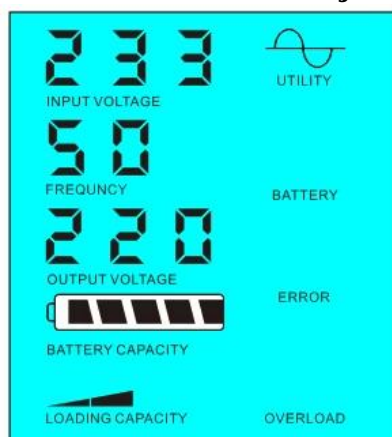 233
INPUT VOLTAGE
UTILITY
50
FREQUNCY
BATTERY
220
OUTPUT VOLTAGE
ERROR
BATTERY CAPACITY
LOADING CAPACITY
OVERLOAD